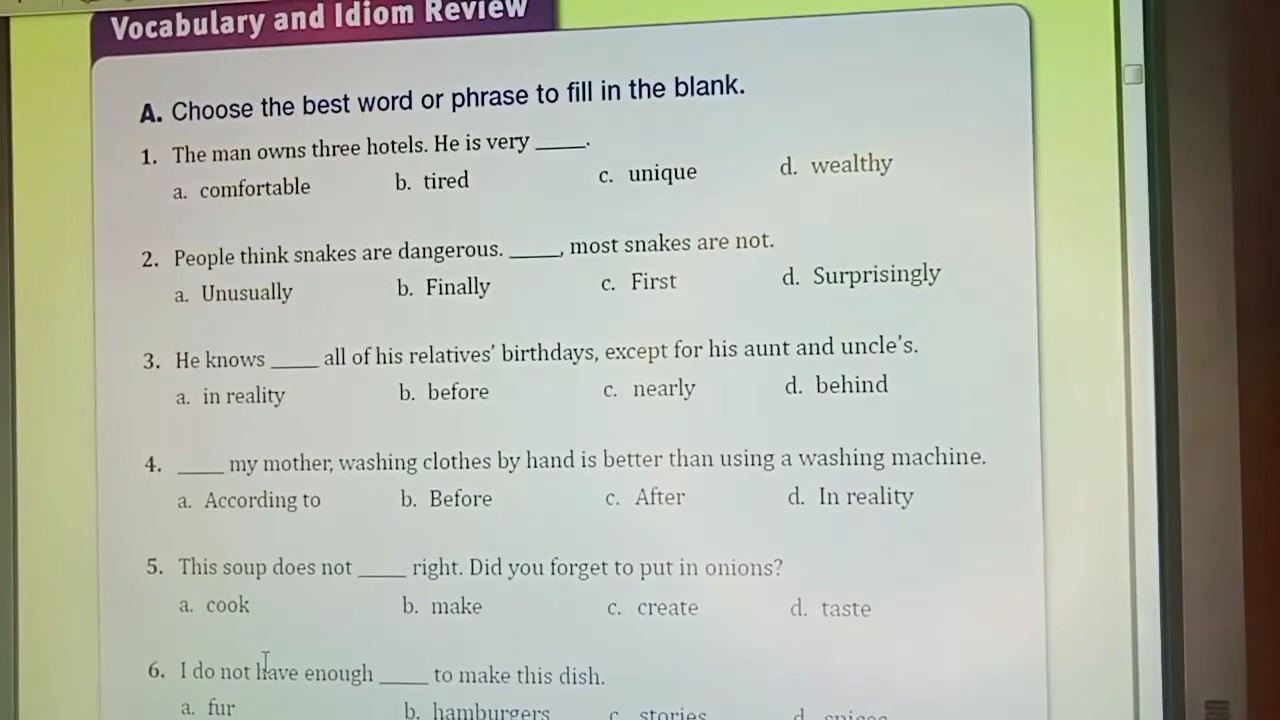 Vocabulary and Idiom Review
A. Choose the best word or phrase to fill in the blank.
1. The man owns three hotels. He is very _____.
a. comfortable b. tired c. unique d. wealthy
2. People think snakes are dangerous. _____, most snakes are not.
a. Unusually b. Finally c. First d. Surprisingly
3. He knows _____ all of his relatives' birthdays, except for his aunt and uncle's.
a. in reality b. before c. nearly d. behind
4. _____ my mother, washing clothes by hand is better than using a washing machine.
a. According to b. Before c. After d. In reality
5. This soup does not _____ right. Did you forget to put in onions?
a. cook b. make c. create d. taste
6. I do not have enough _____ to make this dish.
a. fur b. hamburgers c. stories d. spices